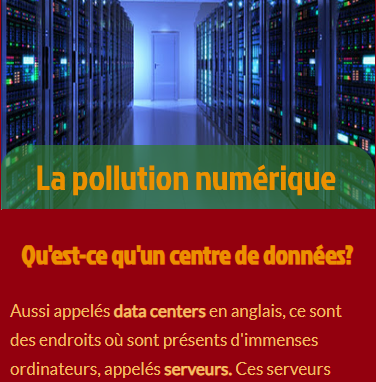 La pollution numérique
Qu'est-ce qu'un centre de données?
Aussi appelés data centers en anglais, ce sont
des endroits où sont présents d'immenses
ordinateurs, appelés serveurs. Ces serveurs